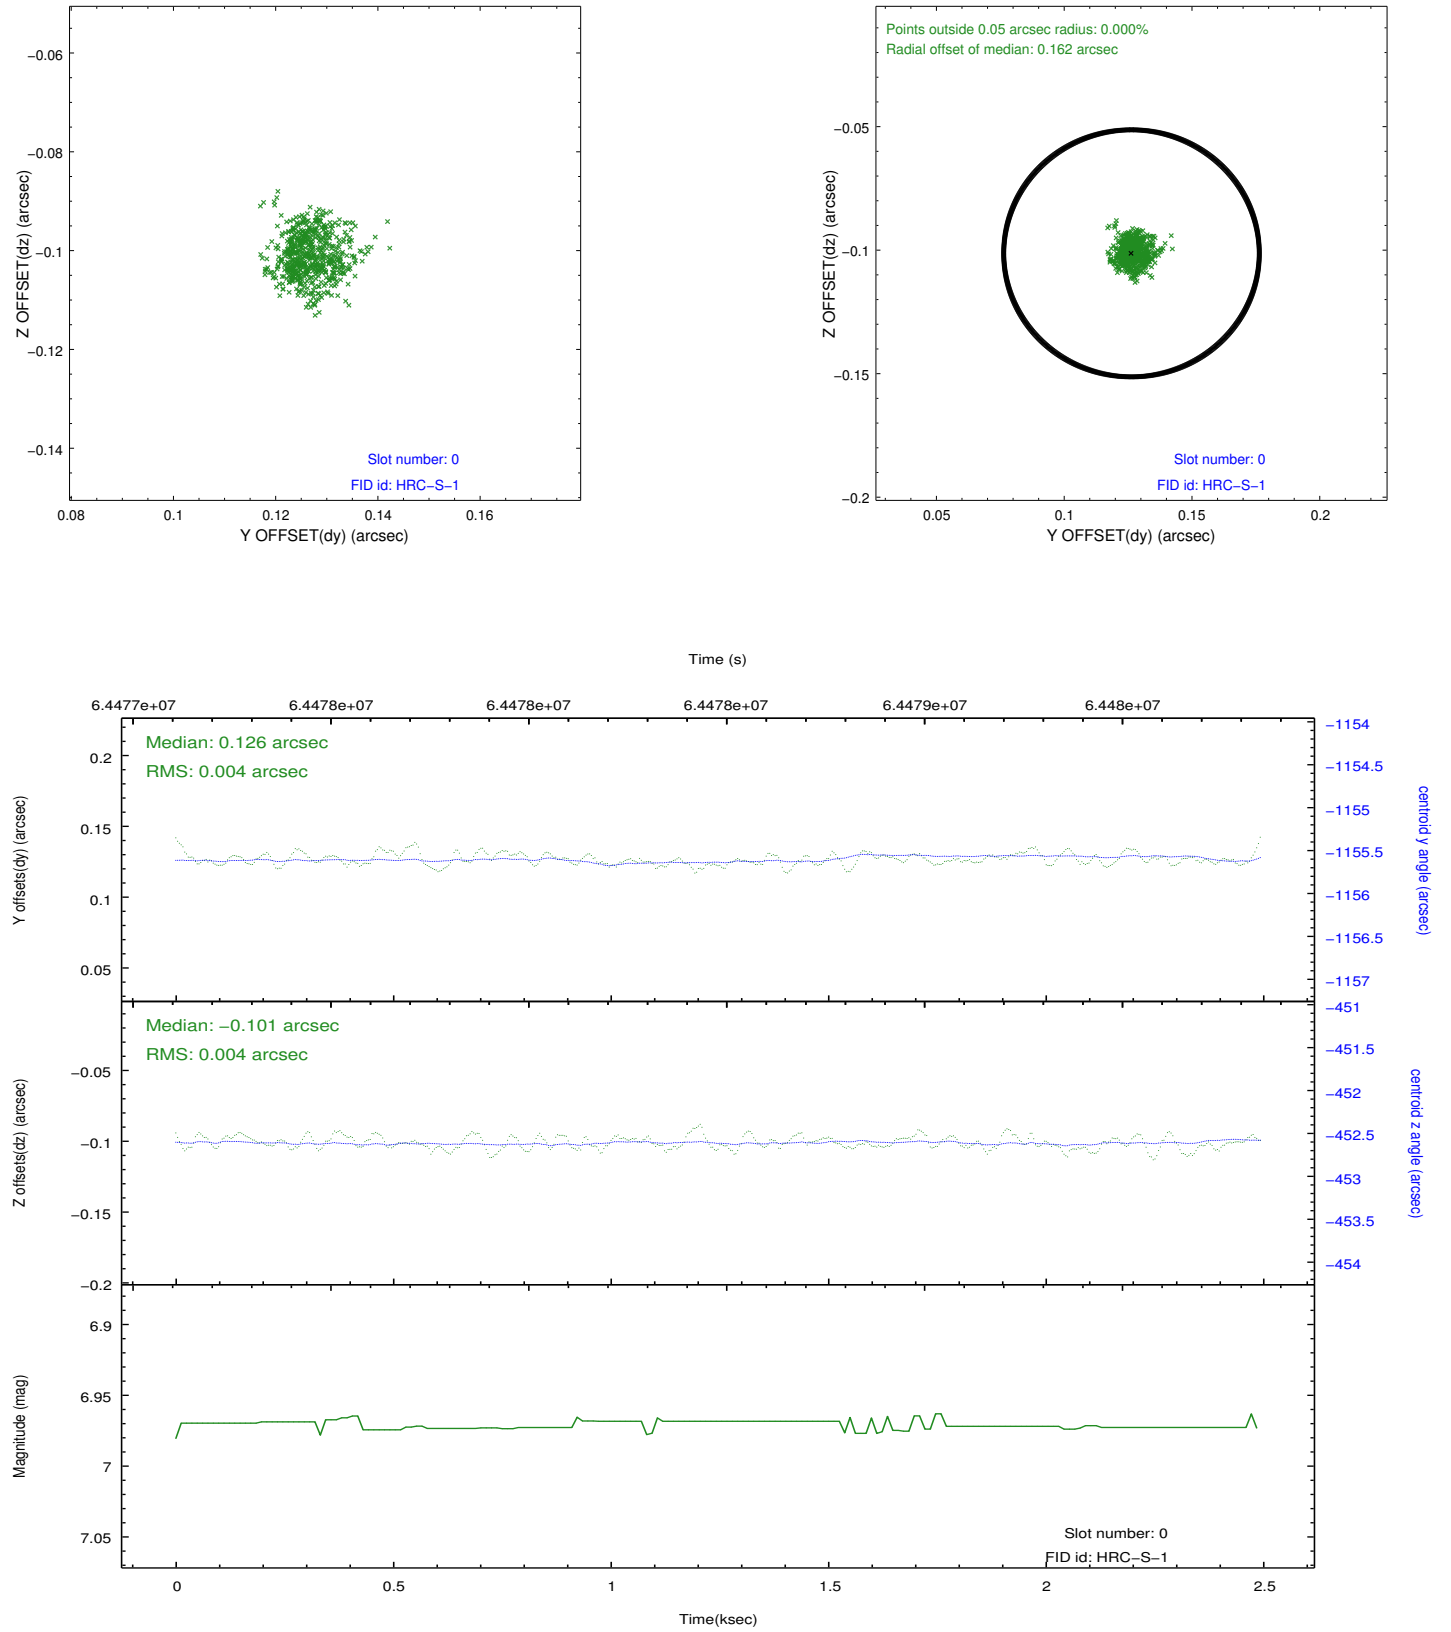 −0.06
−0.08
−0.1
−0.12
−0.14
Z OFFSET(dz) (arcsec)
Slot number: 0
FID id: HRC−S−1
0.08
0.1
0.12
0.14
0.16
Y OFFSET(dy) (arcsec)
Points outside 0.05 arcsec radius: 0.000%
Radial offset of median: 0.162 arcsec
−0.05
−0.1
−0.15
−0.2
Z OFFSET(dz) (arcsec)
Slot number: 0
FID id: HRC−S−1
0.05
0.1
0.15
0.2
Y OFFSET(dy) (arcsec)
Time (s)
6.4477e+07
6.4478e+07
6.4478e+07
6.4478e+07
6.4479e+07
6.448e+07
Median: 0.126 arcsec
RMS: 0.004 arcsec
0.2
0.15
0.1
0.05
Y offsets(dy) (arcsec)
−1154
−1154.5
−1155
−1155.5
−1156
−1156.5
−1157
centroid y angle (arcsec)
Median: −0.101 arcsec
RMS: 0.004 arcsec
−0.05
−0.1
−0.15
−0.2
Z offsets(dz) (arcsec)
−451
−451.5
−452
−452.5
−453
−453.5
−454
centroid z angle (arcsec)
6.9
6.95
7
7.05
Magnitude (mag)
Slot number: 0
FID id: HRC−S−1
0
0.5
1
1.5
2
2.5
Time(ksec)